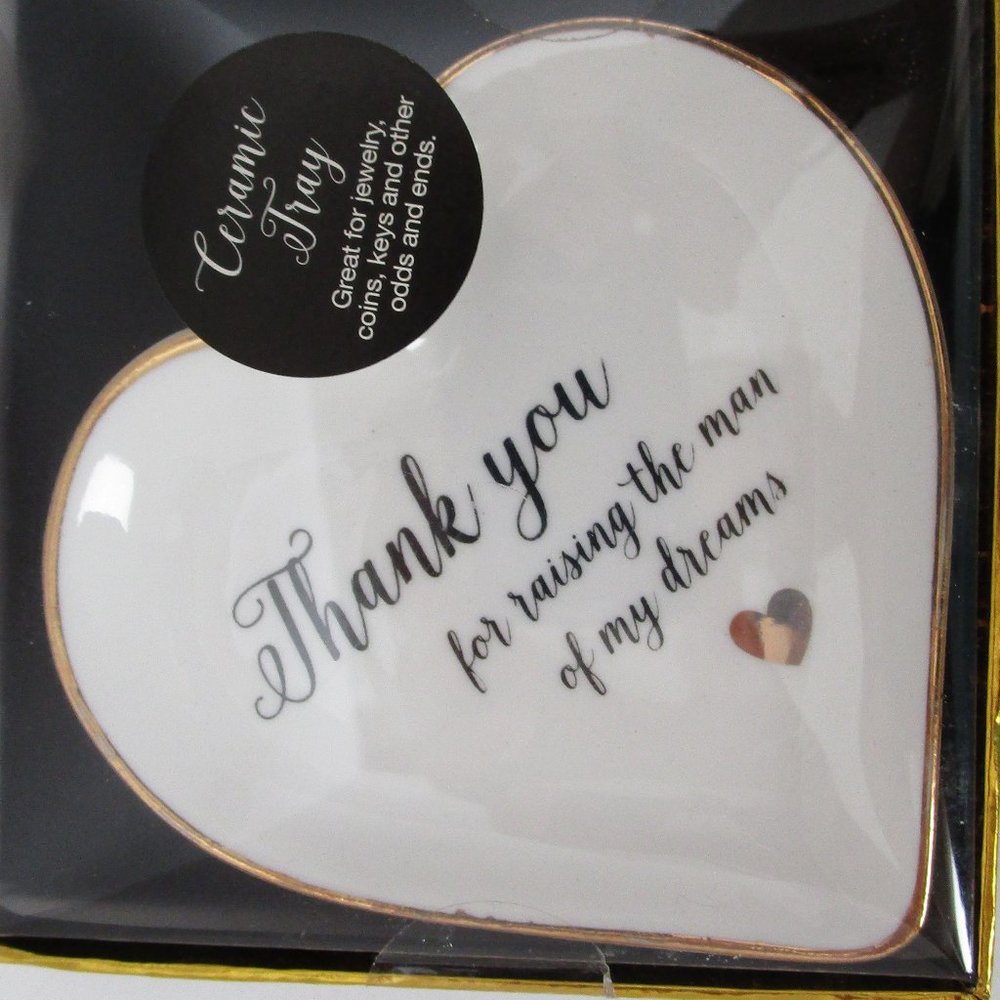 Ceramic
Tray
Great for jewelry,
coins, keys and other
odds and ends.
Thank you
for raising the man
of my dreams